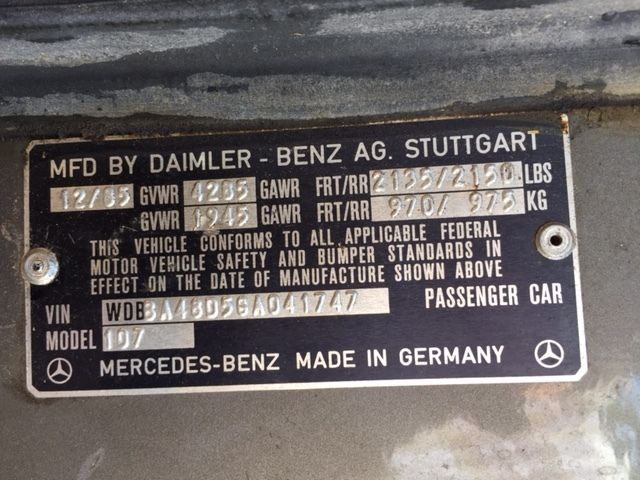 MFD BY DAIMLER - BENZ AG. STUTTGART
12/85 GVWR 4285 GAWR FRT/RR 2135/2150 LBS
GVWR 1945 GAWR FRT/RR 970/ 975 KG
THIS VEHICLE CONFORMS TO ALL APPLICABLE FEDERAL
MOTOR VEHICLE SAFETY AND BUMPER STANDARDS IN
EFFECT ON THE DATE OF MANUFACTURE SHOWN ABOVE
VIN WDBBA48D5GA041747 PASSENGER CAR
MODEL 107
MERCEDES-BENZ MADE IN GERMANY